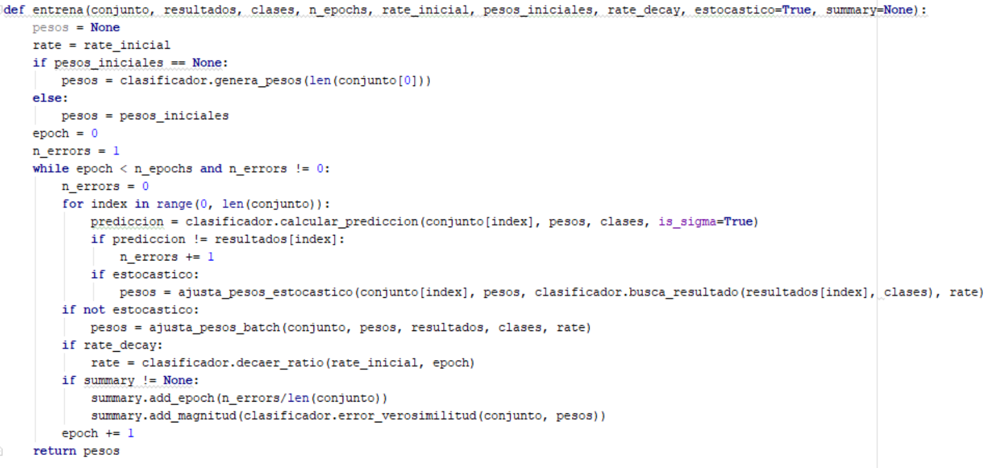 def entrena(conjunto, resultados, clases, n_epochs, rate_inicial, pesos_iniciales, rate_decay, estocastico=True, summary=None):
    pesos = None
    rate = rate_inicial
    if pesos_iniciales == None:
        pesos = clasificador.genera_pesos(len(conjunto[0]))
    else:
        pesos = pesos_iniciales
    epoch = 0
    n_errors = 1
    while epoch < n_epochs and n_errors != 0:
        n_errors = 0
        for index in range(0, len(conjunto)):
            prediccion = clasificador.calcular_prediccion(conjunto[index], pesos, clases, is_sigma=True)
            if prediccion != resultados[index]:
                n_errors += 1
            if estocastico:
                pesos = ajusta_pesos_estocastico(conjunto[index], pesos, clasificador.busca_resultado(resultados[index], clases), rate)
        if not estocastico:
            pesos = ajusta_pesos_batch(conjunto, pesos, resultados, clases, rate)
        if rate_decay:
            rate = clasificador.decaer_ratio(rate_inicial, epoch)
        if summary != None:
            summary.add_epoch(n_errors/len(conjunto))
            summary.add_magnitud(clasificador.error_verosimilitud(conjunto, pesos))
        epoch += 1
    return pesos